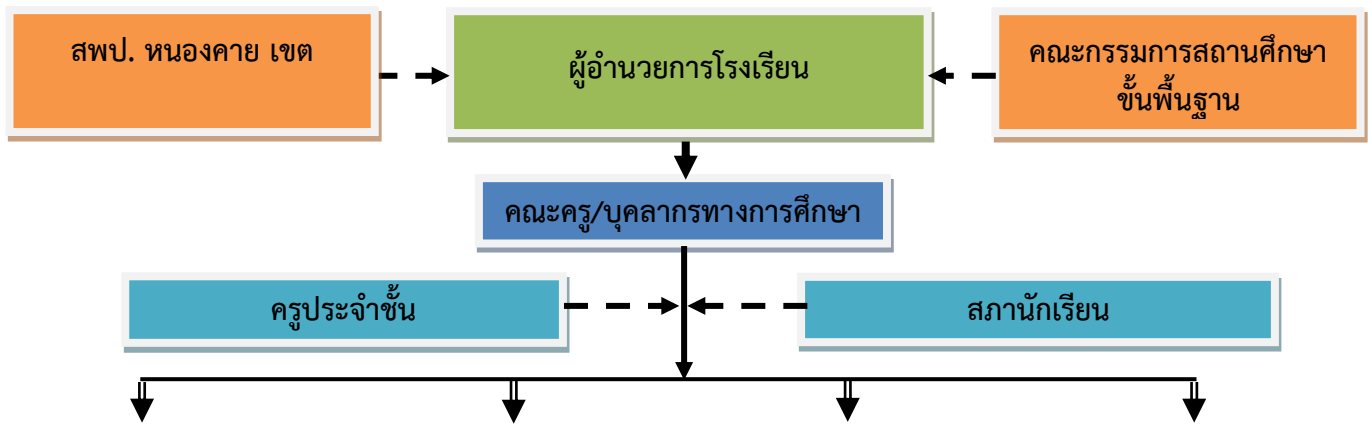 สพป. หนองคาย เขต
ผู้อำนวยการโรงเรียน
คณะกรรมการสถานศึกษา
ขั้นพื้นฐาน
คณะครู/บุคลากรทางการศึกษา
ครูประจำชั้น
สภานักเรียน